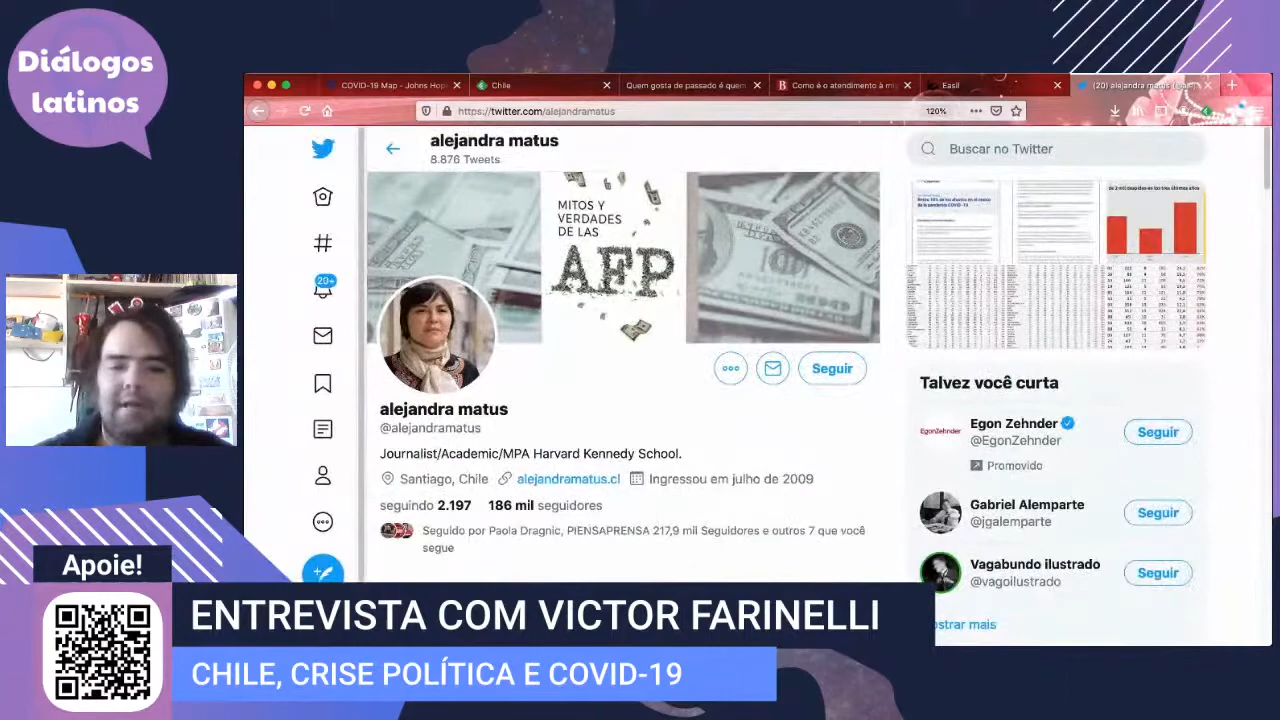 Diálogos
latinos
COVID-19 Map - Johns Hop
Chile
Quem gosta de passado é quem
Como é o atendimento à mi
Easil
(20) alejandra matus
https://twitter.com/alejandramatus
120%
alejandra matus
8.876 Tweets
Buscar no Twitter
MITOS Y
VERDADES
DE LAS
AFP
20+
Seguir
alejandra matus
@alejandramatus
Journalist/Academic/MPA Harvard Kennedy School.
Santiago, Chile alejandramatus.cl Ingressou em julho de 2009
seguindo 2.197 186 mil seguidores
Seguido por Paola Dragnic, PIENSAPRENSA 217,9 mil Seguidores e outros 7 que você
segue
Talvez você curta
EgonZehnder
Egon Zehnder
@EgonZehnder
Seguir
Promovido
Gabriel Alemparte
@jgalemparte
Seguir
Vagabundo ilustrado
@vagoilustrado
Seguir
ostrar mais
Apoie!
ENTREVISTA COM VICTOR FARINELLI
CHILE, CRISE POLÍTICA E COVID-19